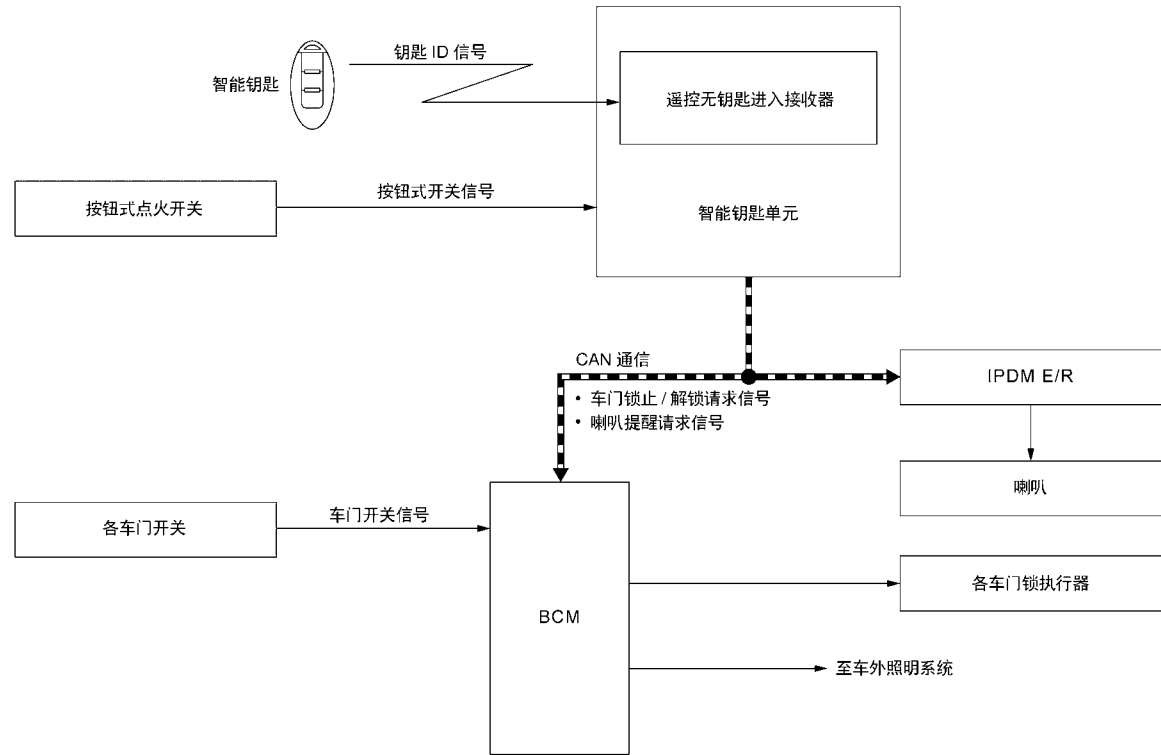 钥匙 ID 信号
智能钥匙
遥控无钥匙进入接收器
按钮式点火开关
按钮式开关信号
智能钥匙单元
CAN 通信
• 车门锁止 / 解锁请求信号
• 喇叭提醒请求信号
IPDM E/R
喇叭
各车门开关
车门开关信号
BCM
各车门锁执行器
至车外照明系统